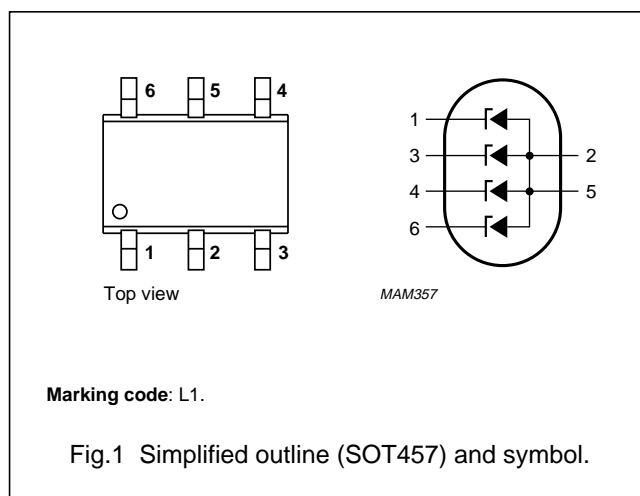 6 5 4
1 2 3
Top view
1
3 2
4 5
6
MAM357
Marking code: L1.
Fig.1 Simplified outline (SOT457) and symbol.